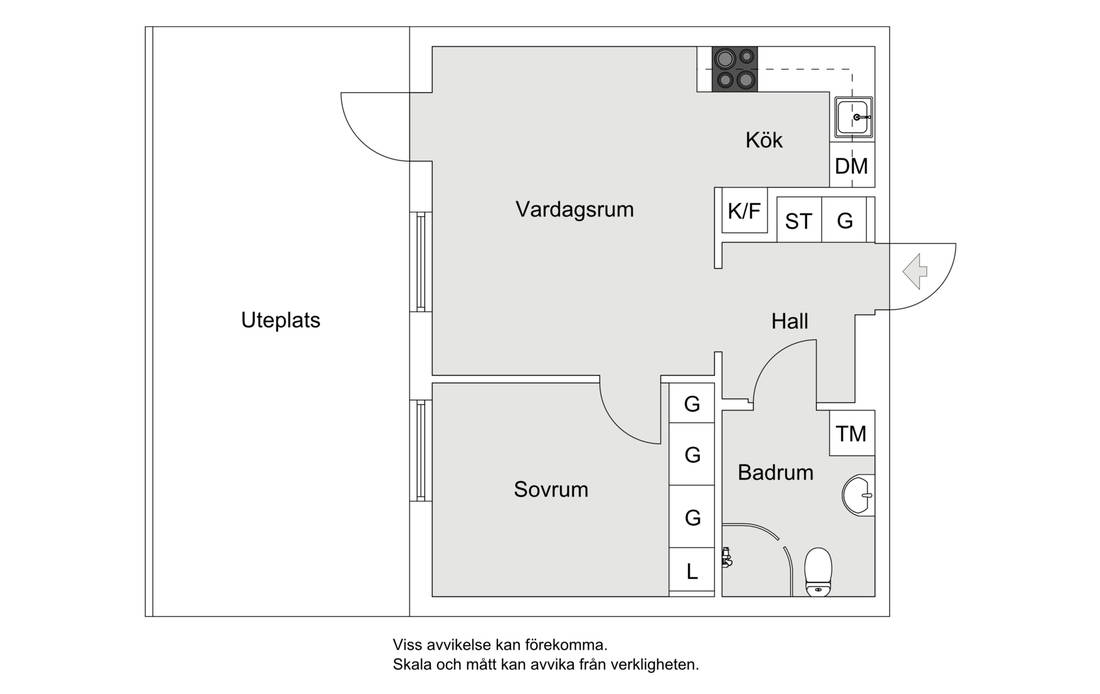 Kök
DM
Vardagsrum
K/F
ST
G
Uteplats
Hall
G
TM
G
Badrum
Sovrum
G
L
Viss avvikelse kan förekomma.
Skala och mått kan avvika från verkligheten.